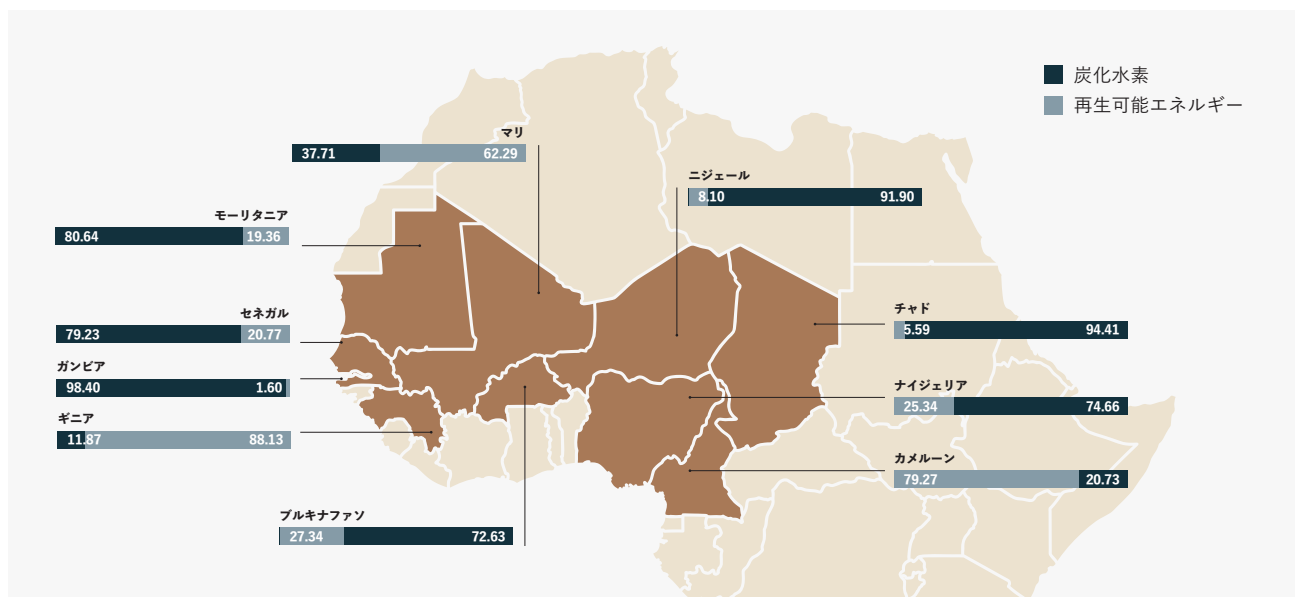 炭化水素
再生可能エネルギー
マリ
37.71 62.29
ニジェール
8.10 91.90
モーリタニア
80.64 19.36
セネガル
79.23 20.77
チャド
5.59 94.41
ガンビア
98.40 1.60
ナイジェリア
25.34 74.66
ギニア
11.87 88.13
カメルーン
79.27 20.73
ブルキナファソ
27.34 72.63